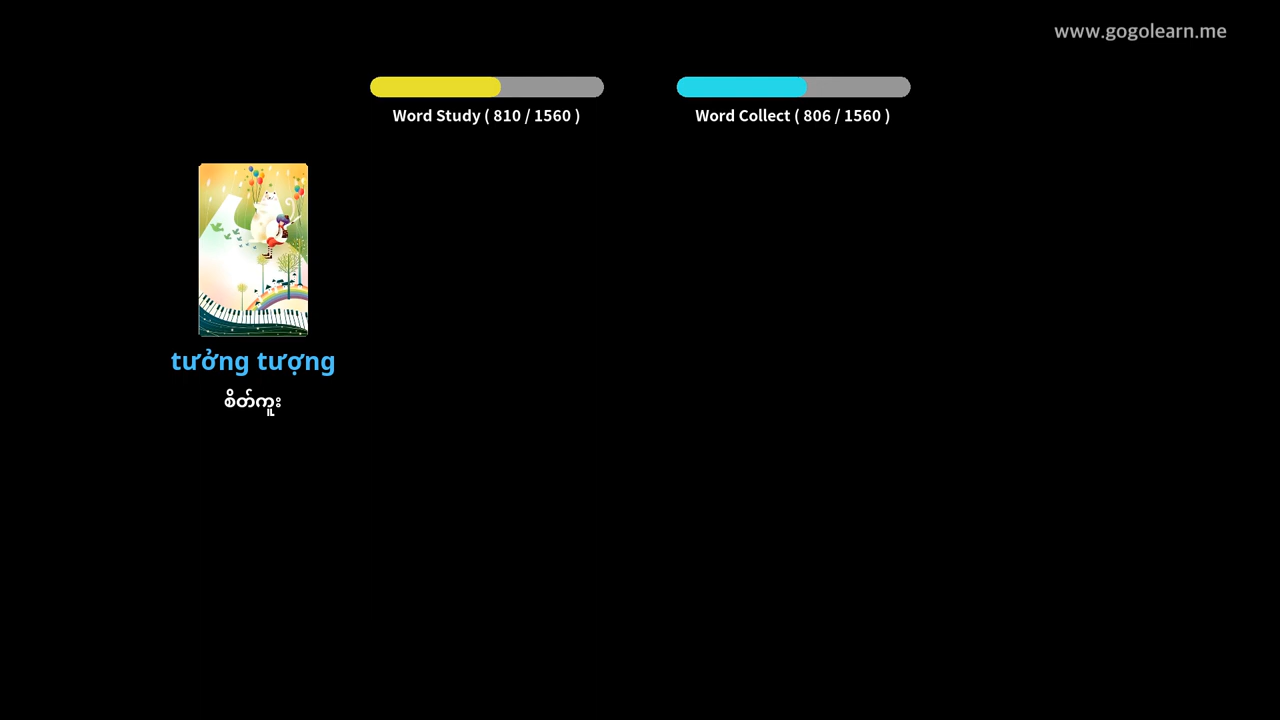 www.gogolearn.me
Word Study ( 810 / 1560 )
Word Collect ( 806 / 1560 )
tưởng tượng
စိတ်ကူး